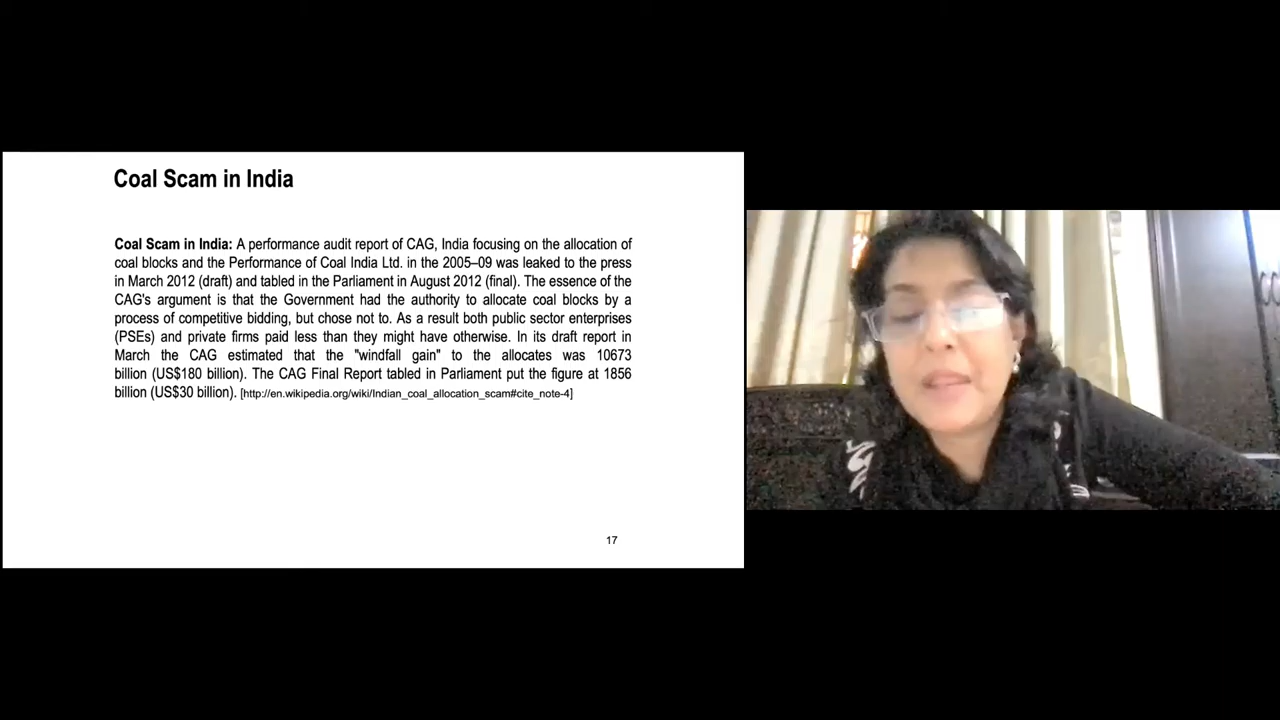 Coal Scam in India
Coal Scam in India: A performance audit report of CAG, India focusing on the allocation of
coal blocks and the Performance of Coal India Ltd. in the 2005–09 was leaked to the press
in March 2012 (draft) and tabled in the Parliament in August 2012 (final). The essence of the
CAG's argument is that the Government had the authority to allocate coal blocks by a
process of competitive bidding, but chose not to. As a result both public sector enterprises
(PSEs) and private firms paid less than they might have otherwise. In its draft report in
March the CAG estimated that the "windfall gain" to the allocates was 10673
billion (US$180 billion). The CAG Final Report tabled in Parliament put the figure at 1856
billion (US$30 billion). [http://en.wikipedia.org/wiki/Indian_coal_allocation_scam#cite_note-4]
17